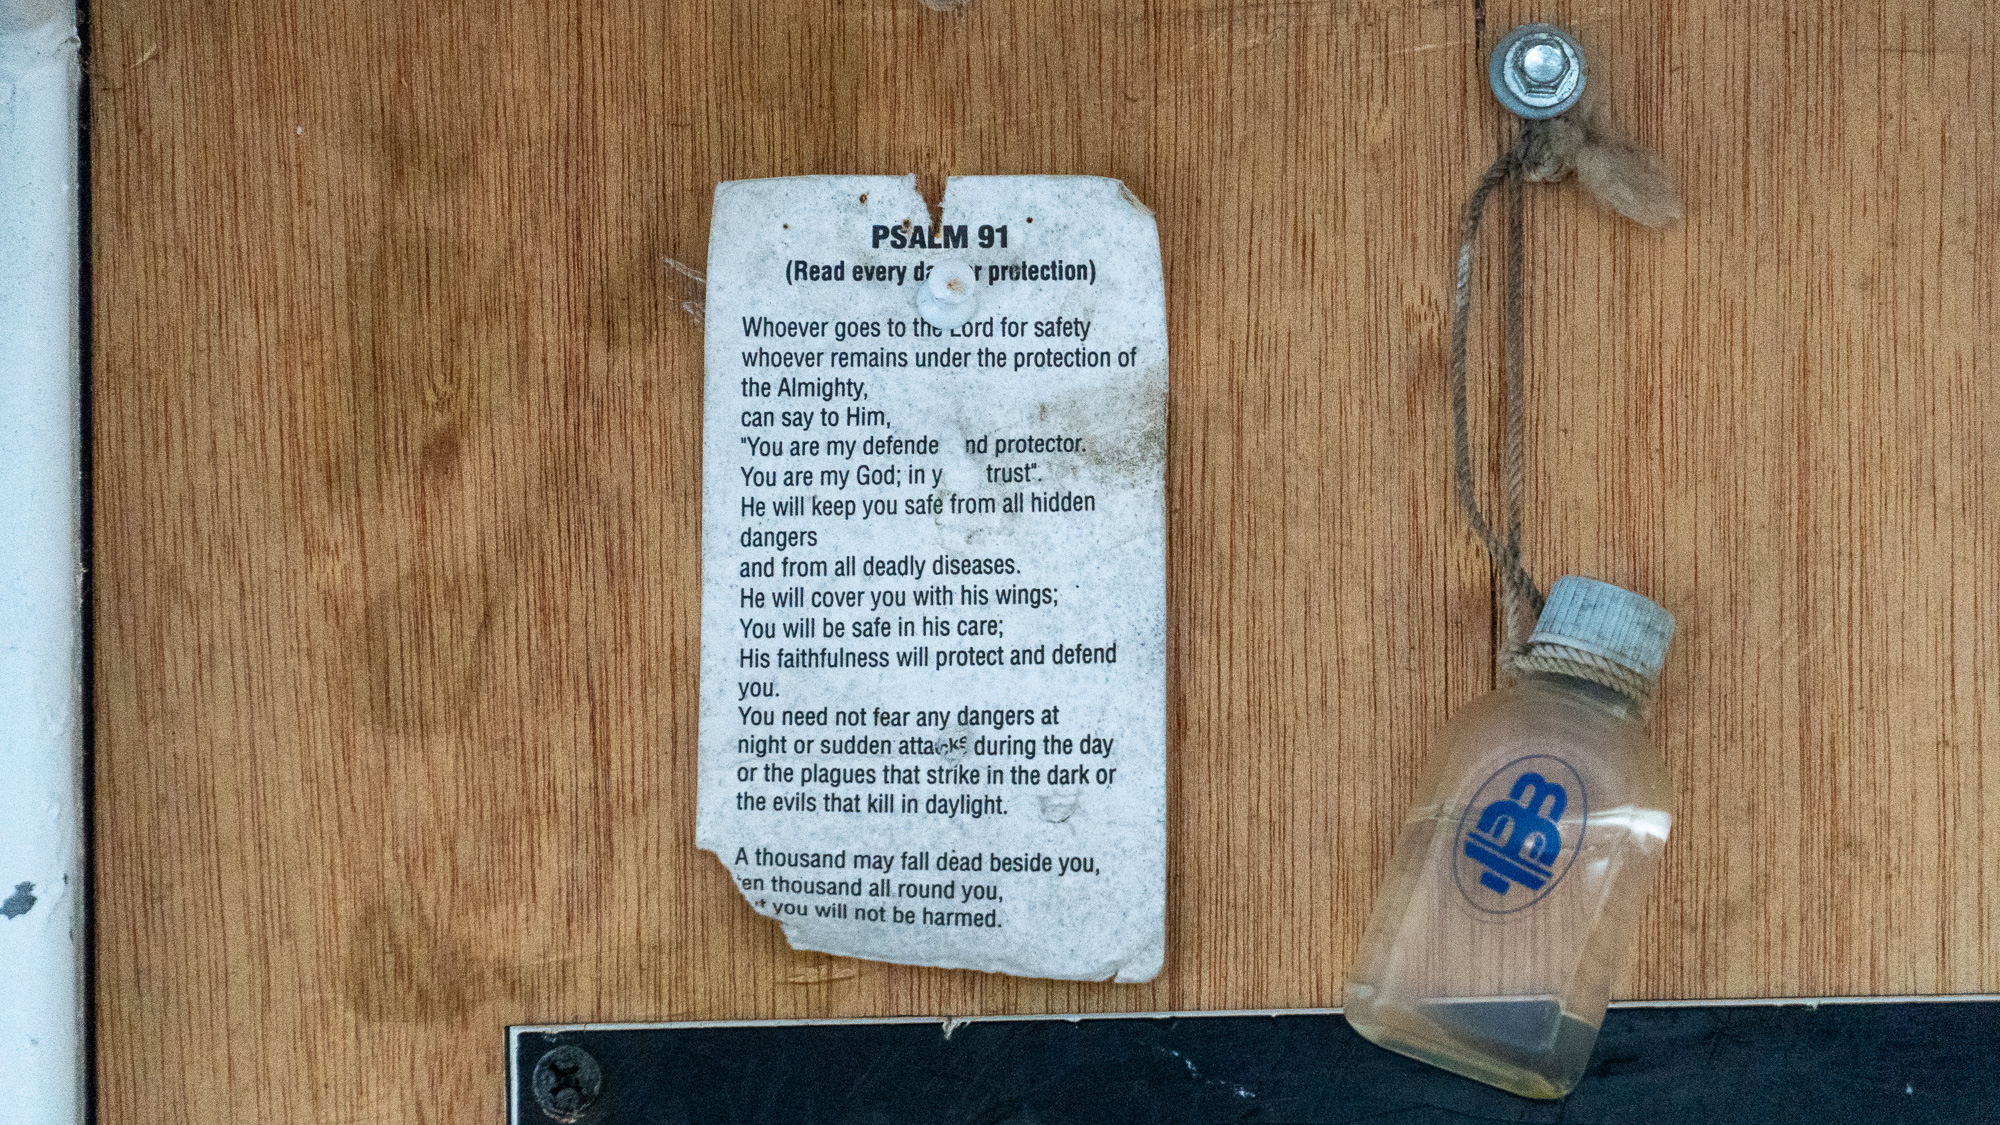 PSALM 91
(Read every protection)
Whoever goes to the Lord for safety
whoever remains under the protection of
the Almighty,
can say to Him,
"You are my defende nd protector.
You are my God; in y trust".
He will keep you safe from all hidden
dangers
and from all deadly diseases.
He will cover you with his wings;
You will be safe in his care;
His faithfulness will protect and defend
you.
You need not fear any dangers at
night or sudden attacks during the day
or the plagues that strike in the dark or
the evils that kill in daylight.
A thousand may fall dead beside you,
en thousand all round you,
you will not be harmed.